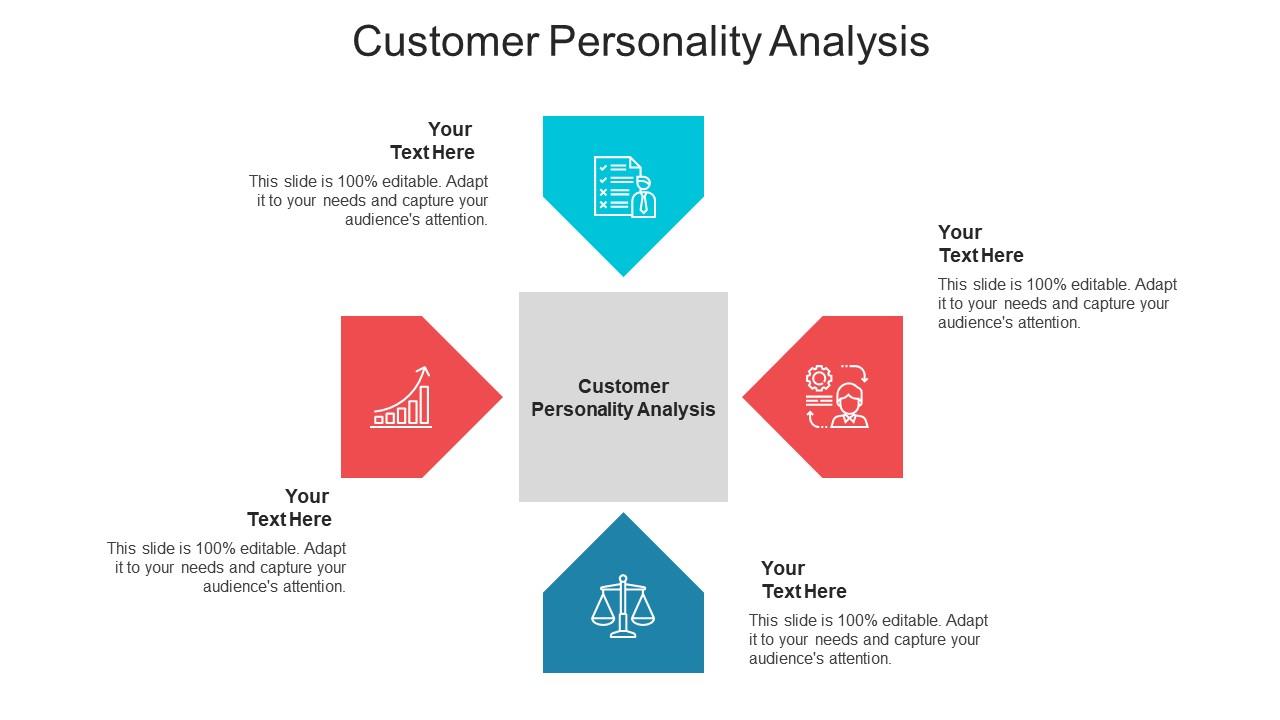 Customer Personality Analysis
Your
Text Here
This slide is 100% editable. Adapt
it to your needs and capture your
audience's attention.
Your
Text Here
This slide is 100% editable. Adapt
it to your needs and capture your
audience's attention.
Customer
Personality Analysis
Your
Text Here
This slide is 100% editable. Adapt
it to your needs and capture your
audience's attention.
Your
Text Here
This slide is 100% editable. Adapt
it to your needs and capture your
audience's attention.